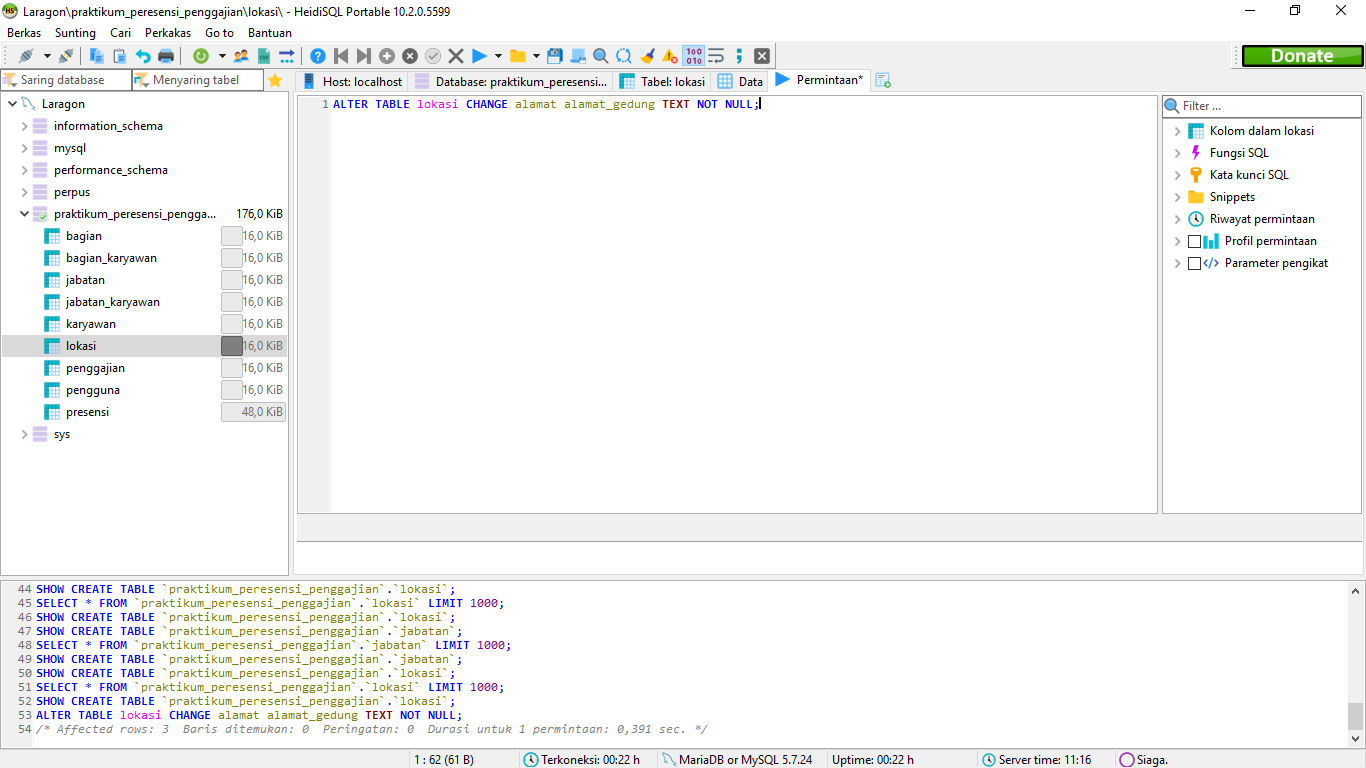 Laragon\praktikum_peresensi_penggajian\lokasi\ - HeidiSQL Portable 10.2.0.5599
Berkas Sunting Cari Perkakas Go to Bantuan
Donate
Saring database Menyaring tabel
Host: localhost Database: praktikum_peresensi... Tabel: lokasi Data Permintaan*
Laragon
information_schema
mysql
performance_schema
perpus
praktikum_peresensi_pengga... 176,0 KiB
bagian 16,0 KiB
bagian_karyawan 16,0 KiB
jabatan 16,0 KiB
jabatan_karyawan 16,0 KiB
karyawan 16,0 KiB
lokasi 16,0 KiB
penggajian 16,0 KiB
pengguna 16,0 KiB
presensi 48,0 KiB
sys
1 ALTER TABLE lokasi CHANGE alamat alamat_gedung TEXT NOT NULL;
Filter ...
Kolom dalam lokasi
Fungsi SQL
Kata kunci SQL
Snippets
Riwayat permintaan
Profil permintaan
Parameter pengikat
44 SHOW CREATE TABLE `praktikum_peresensi_penggajian`.`lokasi`;
45 SELECT * FROM `praktikum_peresensi_penggajian`.`lokasi` LIMIT 1000;
46 SHOW CREATE TABLE `praktikum_peresensi_penggajian`.`lokasi`;
47 SHOW CREATE TABLE `praktikum_peresensi_penggajian`.`jabatan`;
48 SELECT * FROM `praktikum_peresensi_penggajian`.`jabatan` LIMIT 1000;
49 SHOW CREATE TABLE `praktikum_peresensi_penggajian`.`jabatan`;
50 SHOW CREATE TABLE `praktikum_peresensi_penggajian`.`lokasi`;
51 SELECT * FROM `praktikum_peresensi_penggajian`.`lokasi` LIMIT 1000;
52 SHOW CREATE TABLE `praktikum_peresensi_penggajian`.`lokasi`;
53 ALTER TABLE lokasi CHANGE alamat alamat_gedung TEXT NOT NULL;
54 /* Affected rows: 3 Baris ditemukan: 0 Peringatan: 0 Durasi untuk 1 permintaan: 0,391 sec. */
1 : 62 (61 B) Terkoneksi: 00:22 h MariaDB or MySQL 5.7.24 Uptime: 00:22 h Server time: 11:16 Siaga.